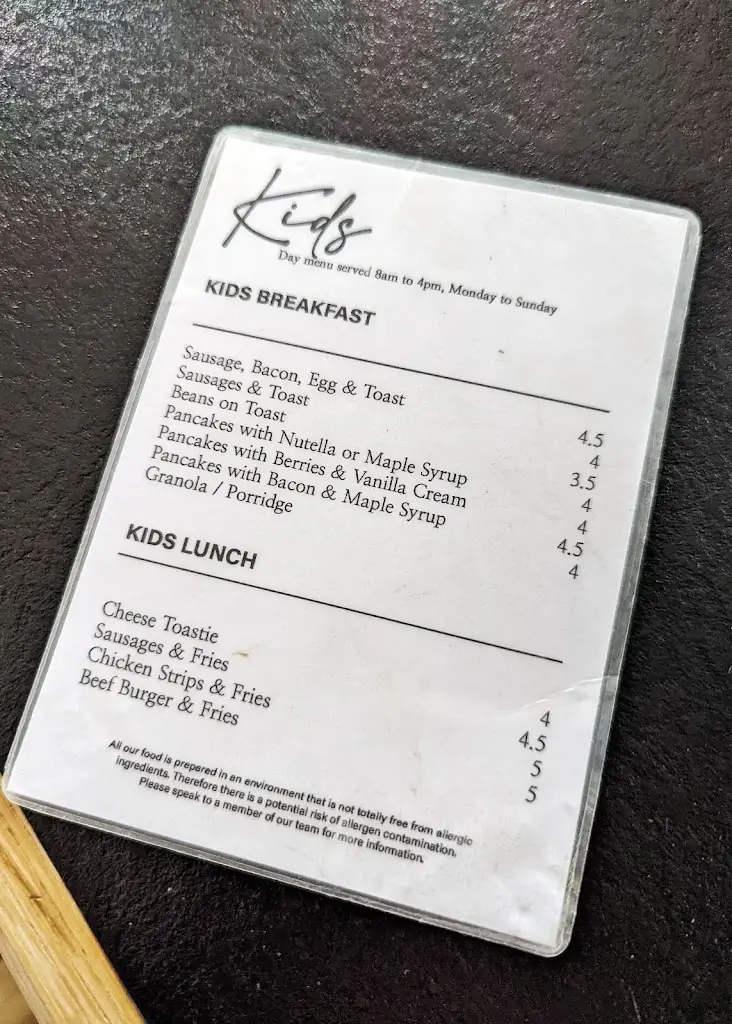 Kids
Day menu served 8am to 4pm, Monday to Sunday
KIDS BREAKFAST
Sausage, Bacon, Egg & Toast 4.5
Sausages & Toast 4
Beans on Toast 3.5
Pancakes with Nutella or Maple Syrup 4
Pancakes with Berries & Vanilla Cream 4
Pancakes with Bacon & Maple Syrup 4.5
Granola / Porridge 4
KIDS LUNCH
Cheese Toastie 4
Sausages & Fries 4.5
Chicken Strips & Fries 5
Beef Burger & Fries 5
All our food is prepared in an environment that is not totally free from allergic
ingredients. Therefore there is a potential risk of allergen contamination.
Please speak to a member of our team for more information.